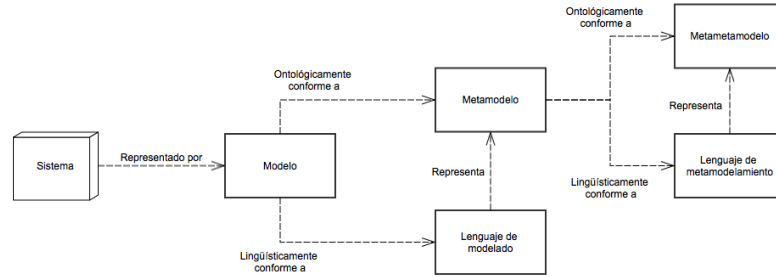 Ontológicamente
conforme a
Metametamodelo
Ontológicamente
conforme a
Metamodelo
Representa
Sistema
Representado por
Modelo
Representa
Lenguaje de
metamodelamiento
Lingüísticamente
conforme a
Lenguaje de
modelado
Lingüísticamente
conforme a